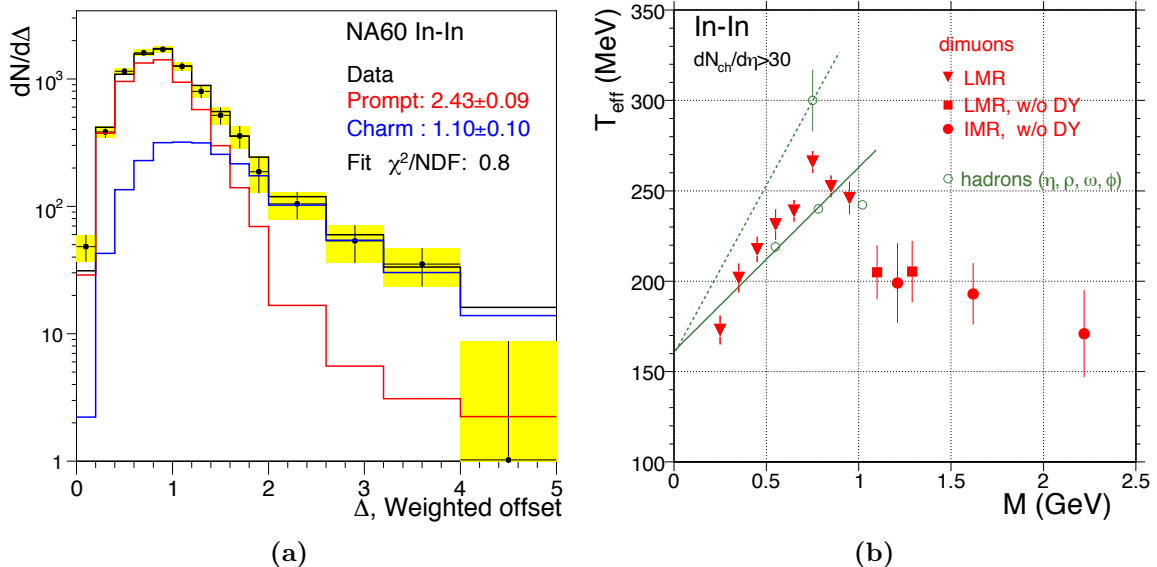 dN/dΔ
10³
10²
10
1
NA60 In-In
Data
Prompt: 2.43±0.09
Charm : 1.10±0.10
Fit χ²/NDF: 0.8
0 1 2 3 4 5
Δ, Weighted offset
(a)
T_eff (MeV)
350
300
250
200
150
100
In-In
dN_ch/dη>30
dimuons
LMR
LMR, w/o DY
IMR, w/o DY
hadrons (η, ρ, ω, φ)
0 0.5 1 1.5 2 2.5
M (GeV)
(b)